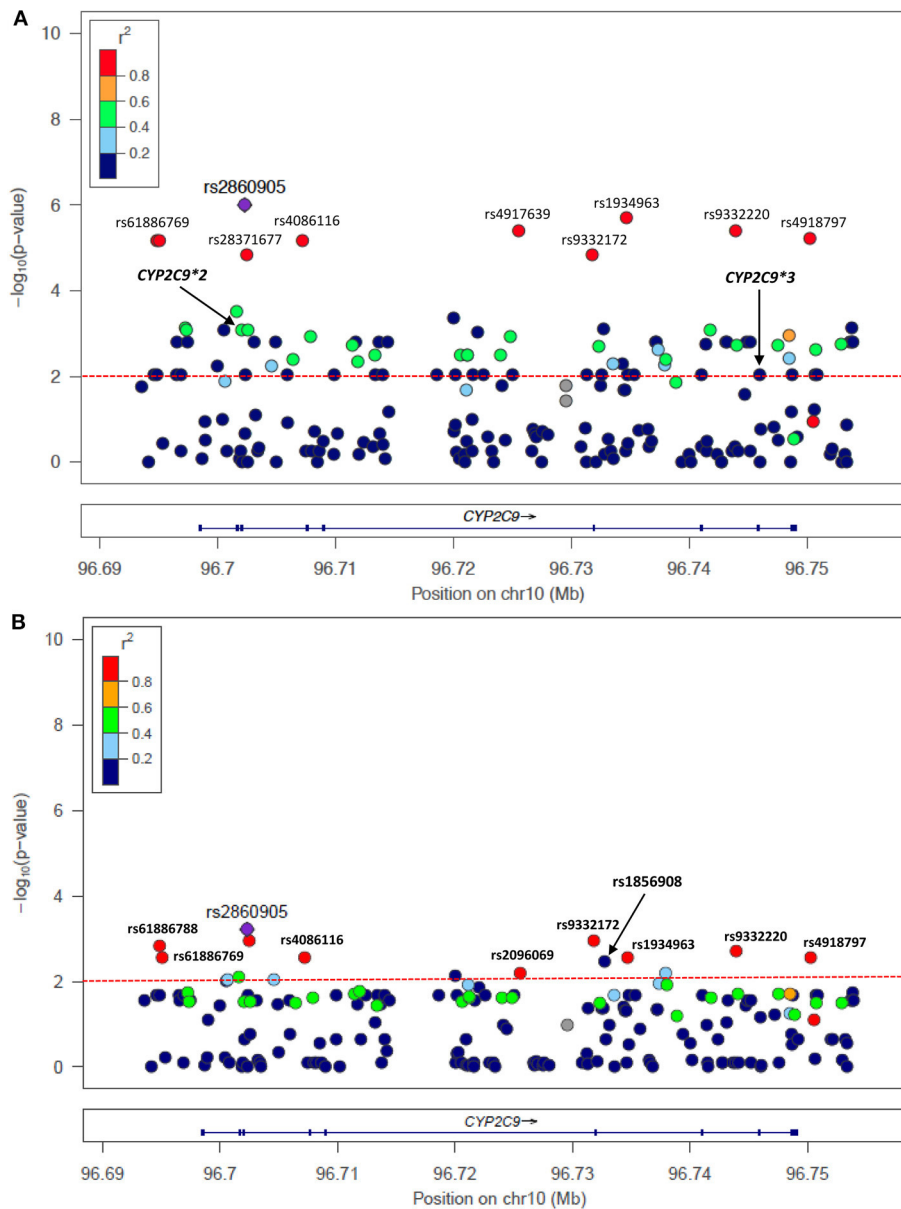 A
r2
0.8
0.6
0.4
0.2
10
8
6
4
2
0
−log10(p−value)
rs2860905
rs61886769
rs28371677
rs4086116
rs4917639
rs1934963
rs9332172
rs9332220
rs4918797
CYP2C9*2
CYP2C9*3
CYP2C9→
96.69 96.7 96.71 96.72 96.73 96.74 96.75
Position on chr10 (Mb)
B
r2
0.8
0.6
0.4
0.2
10
8
6
4
2
0
−log10(p−value)
rs1856908
rs2860905
rs61886788
rs61886769
rs4086116
rs2096069
rs9332172
rs1934963
rs9332220
rs4918797
CYP2C9→
96.69 96.7 96.71 96.72 96.73 96.74 96.75
Position on chr10 (Mb)